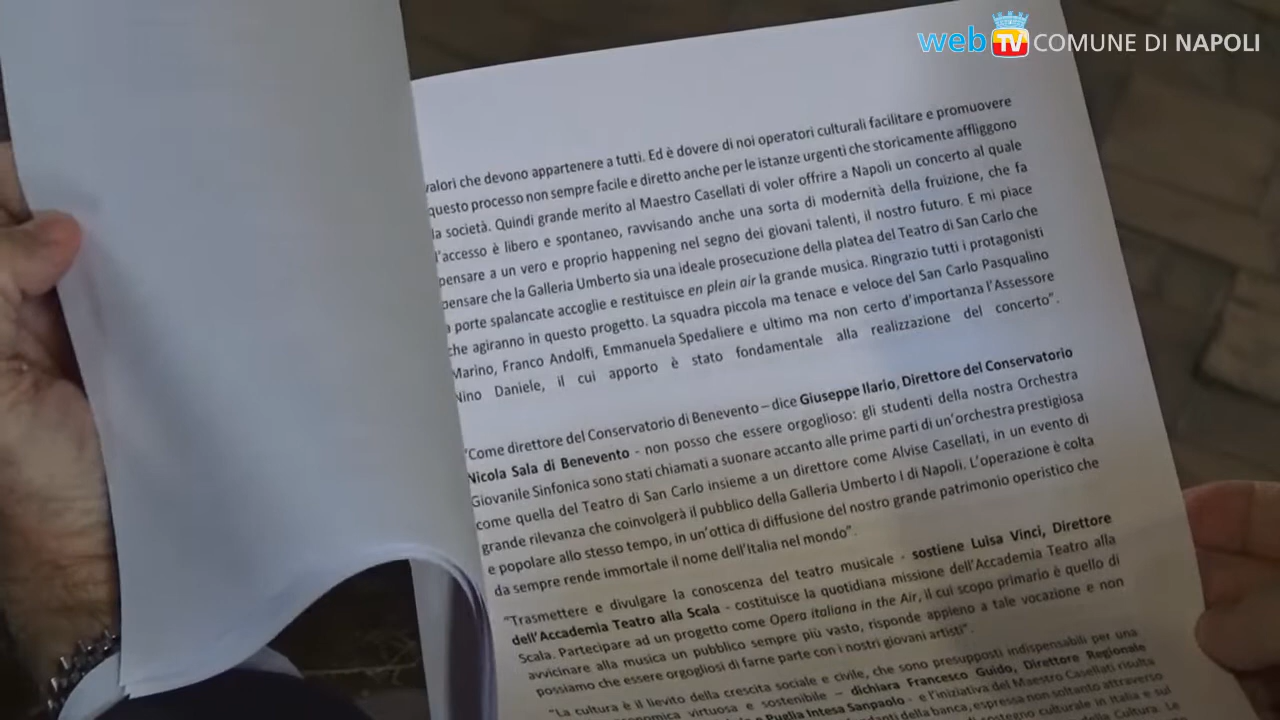 web TV COMUNE DI NAPOLI
valori che devono appartenere a tutti. Ed è dovere di noi operatori culturali facilitare e promuovere
questo processo non sempre facile e diretto anche per le istanze urgenti che storicamente affliggono
la società. Quindi grande merito al Maestro Casellati di voler offrire a Napoli un concerto al quale
l'accesso è libero e spontaneo, ravvisando anche una sorta di modernità della fruizione, che fa
pensare a un vero e proprio happening nel segno dei giovani talenti, il nostro futuro. E mi piace
pensare che la Galleria Umberto sia una ideale prosecuzione della platea del Teatro di San Carlo che
porte spalancate accoglie e restituisce en plein air la grande musica. Ringrazio tutti i protagonisti
che agiranno in questo progetto. La squadra piccola ma tenace e veloce del San Carlo Pasqualino
Marino, Franco Andolfi, Emmanuela Spedaliere e ultimo ma non certo d'importanza l'Assessore
Nino Daniele, il cui apporto è stato fondamentale alla realizzazione del concerto".
"Come direttore del Conservatorio di Benevento – dice Giuseppe Ilario, Direttore del Conservatorio
Nicola Sala di Benevento - non posso che essere orgoglioso: gli studenti della nostra Orchestra
Giovanile Sinfonica sono stati chiamati a suonare accanto alle prime parti di un'orchestra prestigiosa
come quella del Teatro di San Carlo insieme a un direttore come Alvise Casellati, in un evento di
grande rilevanza che coinvolgerà il pubblico della Galleria Umberto I di Napoli. L'operazione è colta
e popolare allo stesso tempo, in un'ottica di diffusione del nostro grande patrimonio operistico che
da sempre rende immortale il nome dell'Italia nel mondo".
"Trasmettere e divulgare la conoscenza del teatro musicale - sostiene Luisa Vinci, Direttore
dell'Accademia Teatro alla Scala - costituisce la quotidiana missione dell'Accademia Teatro alla
Scala. Partecipare ad un progetto come Opera italiana in the Air, il cui scopo primario è quello di
avvicinare alla musica un pubblico sempre più vasto, risponde appieno a tale vocazione e non
possiamo che essere orgogliosi di farne parte con i nostri giovani artisti".
"La cultura è il lievito della crescita sociale e civile, che sono presupposti indispensabili per una
virtuosa e sostenibile – dichiara Francesco Guido, Direttore Regionale
e Puglia Intesa Sanpaolo - e l'iniziativa del Maestro Casellati risulta
della banca, espressa non soltanto attraverso
di sostegno culturale in Italia e sul
della Cultura. Le